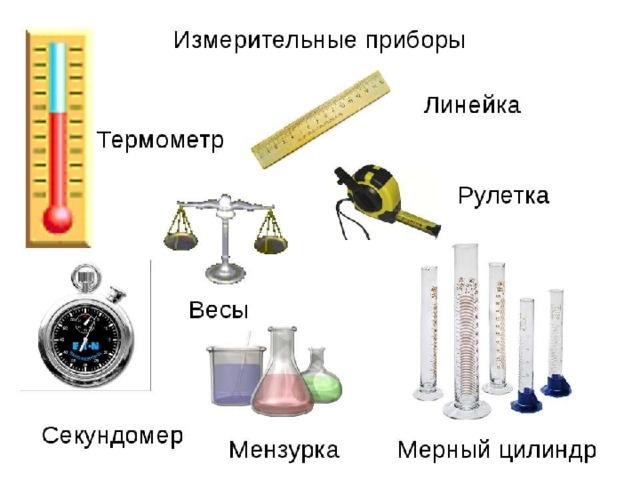 Измерительные приборы
Линейка
Термометр
Рулетка
Весы
Секундомер
Мензурка
Мерный цилиндр